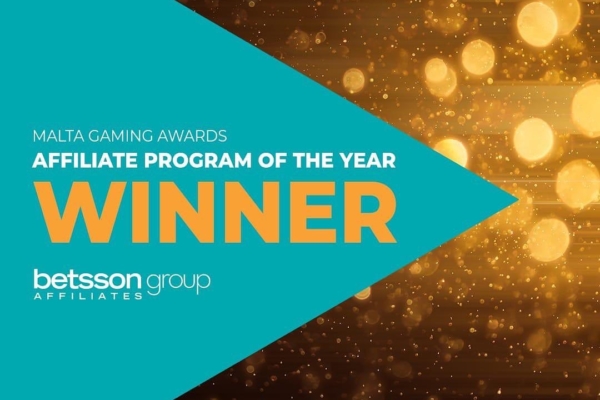 MALTA GAMING AWARDS
AFFILIATE PROGRAM OF THE YEAR
WINNER
betsson group
AFFILIATES